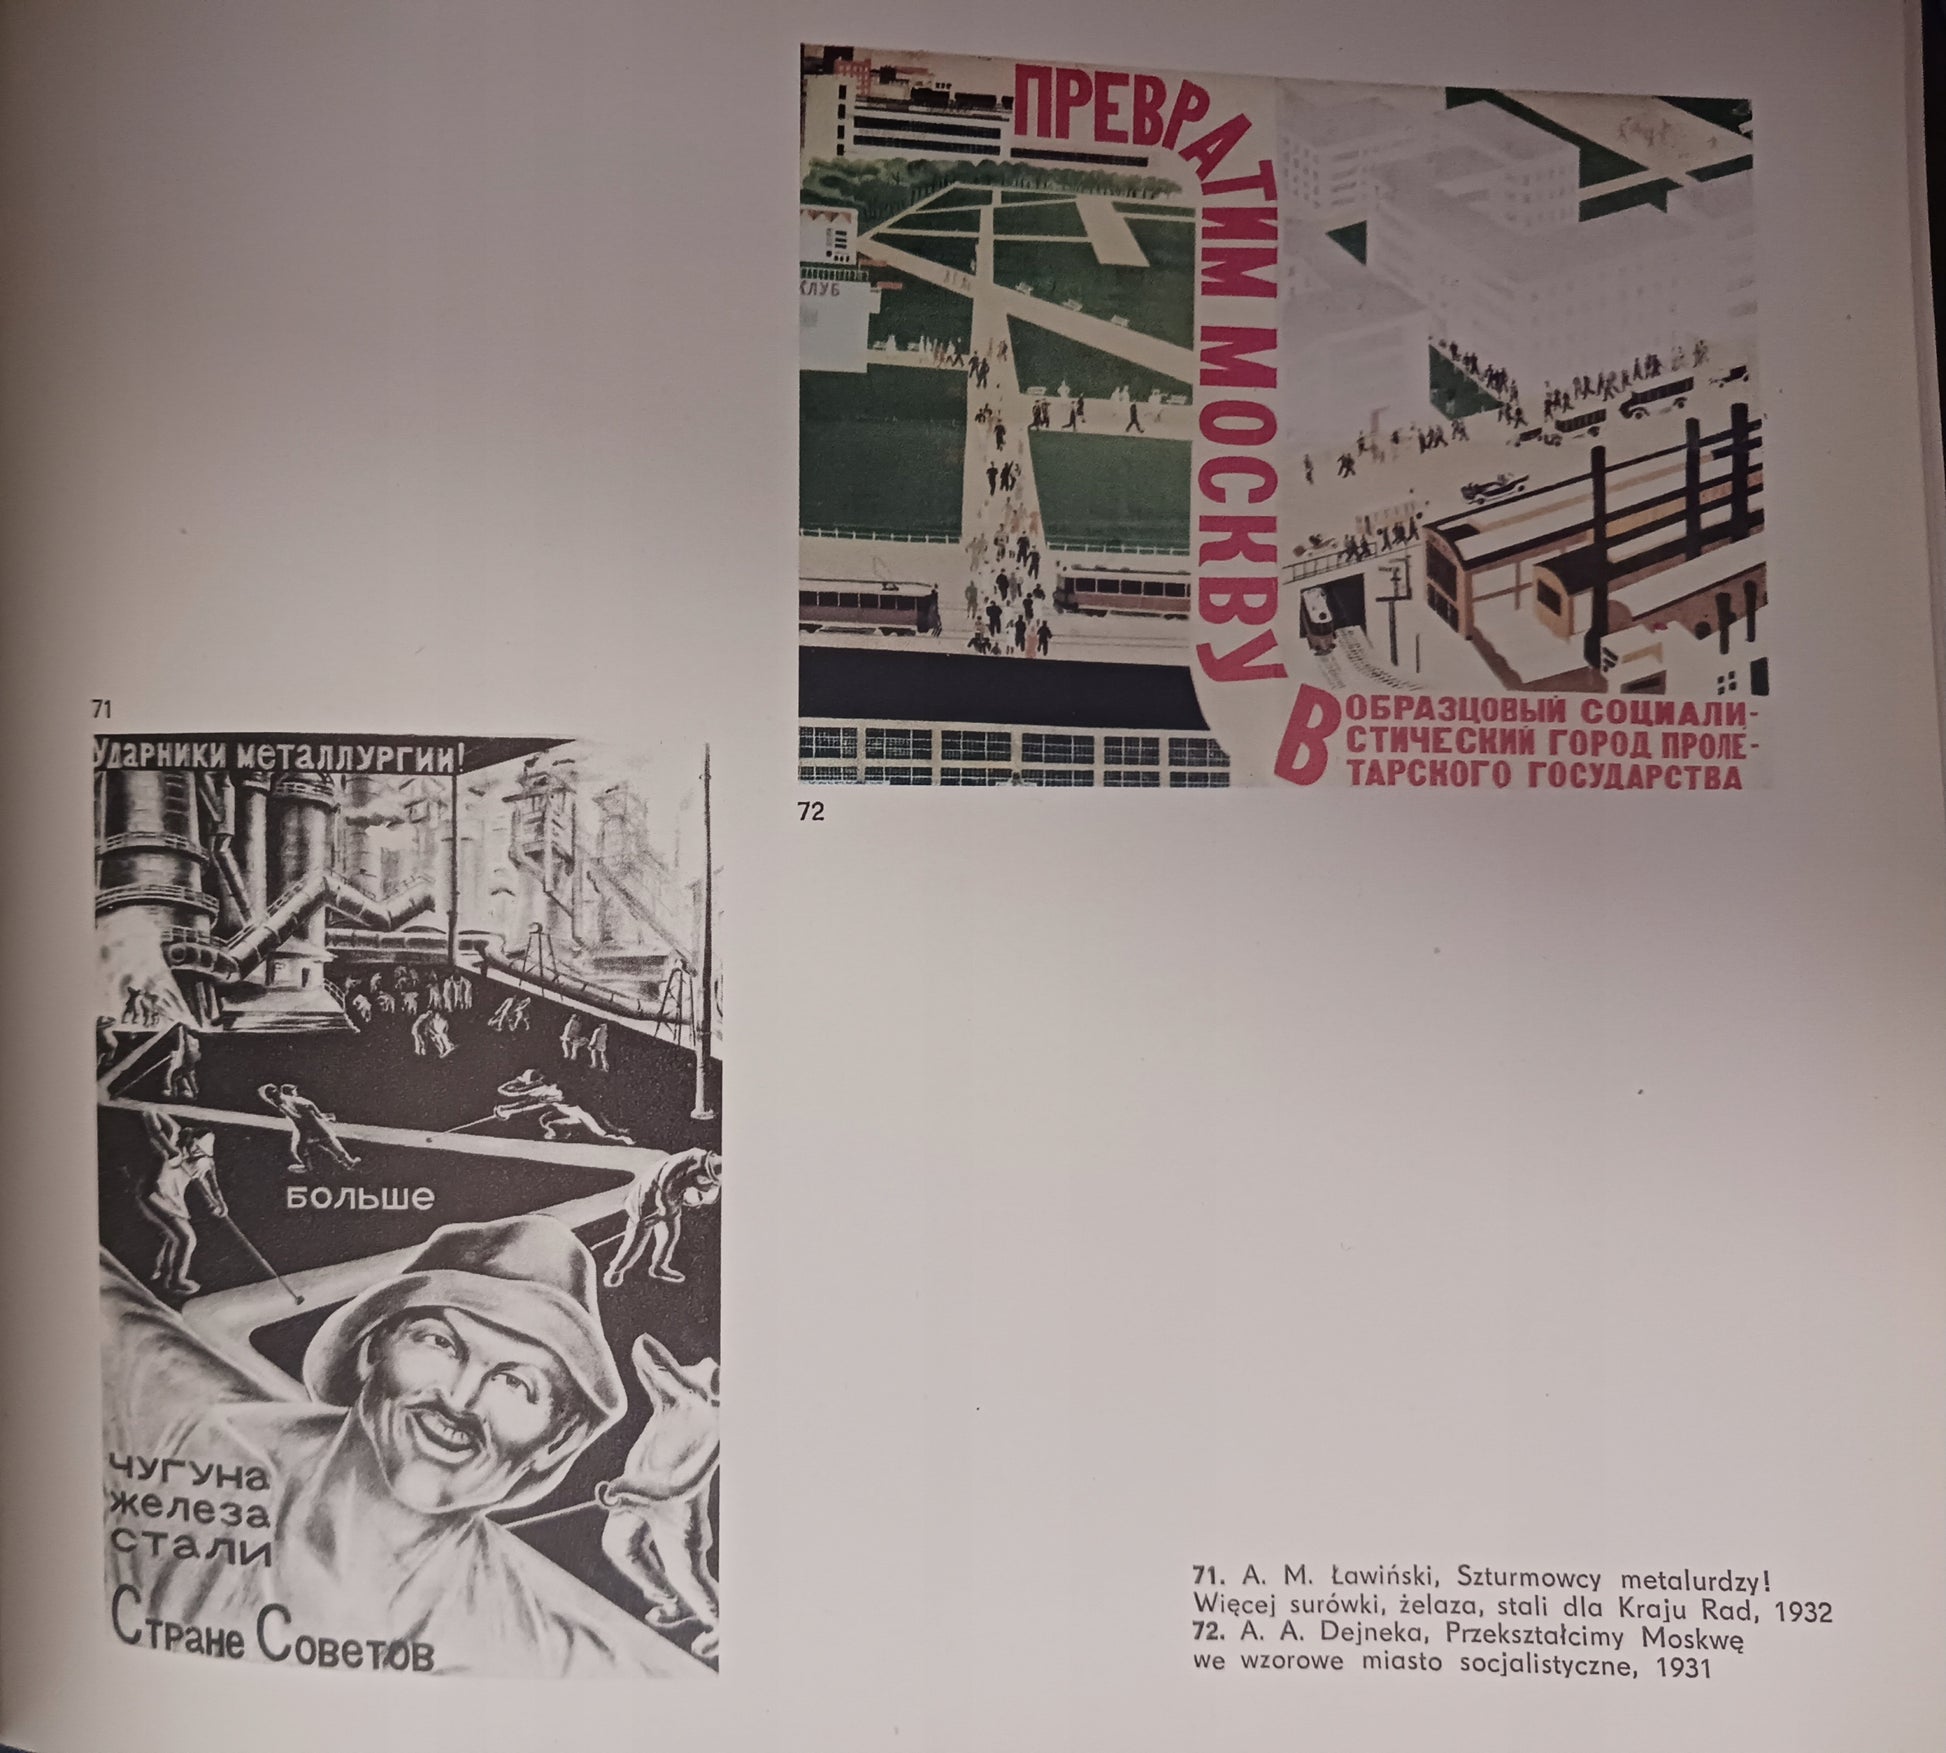 71
Ударники металлургии!
Больше
чугуна
железа
стали
Стране Советов
ПРЕВРАТИМ МОСКВУ
В ОБРАЗЦОВЫЙ СОЦИАЛИ-
СТИЧЕСКИЙ ГОРОД ПРОЛЕ-
ТАРСКОГО ГОСУДАРСТВА
КЛУБ
72
71. A. M. Ławiński, Szturmowcy metalurdzy!
Więcej surówki, żelaza, stali dla Kraju Rad, 1932
72. A. A. Dejneka, Przekształcimy Moskwę
we wzorowe miasto socjalistyczne, 1931